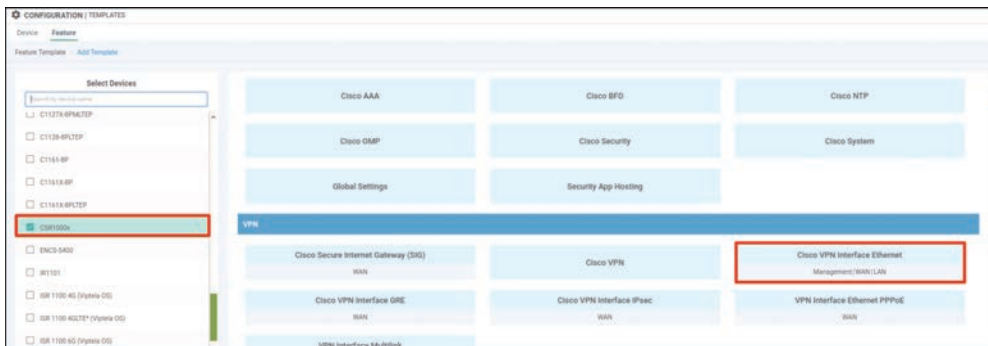 CONFIGURATION | TEMPLATES
Device Feature
Feature Template Add Template
Select Devices
Search by device name
C1127X-8PMLTEP
C1128-8PLTEP
C1161-8P
C1161X-8P
C1161X-8PLTEP
CSR1000v
ENCS-5400
IR1101
ISR 1100 4G (Viptela OS)
ISR 1100 4GLTE* (Viptela OS)
ISR 1100 6G (Viptela OS)
Cisco AAA
Cisco BFD
Cisco NTP
Cisco OMP
Cisco Security
Cisco System
Global Settings
Security App Hosting
VPN
Cisco Secure Internet Gateway (SIG)
WAN
Cisco VPN
Cisco VPN Interface Ethernet
Management | WAN | LAN
Cisco VPN Interface GRE
WAN
Cisco VPN Interface IPsec
WAN
VPN Interface Ethernet PPPoE
WAN
VPN Interface Multilink